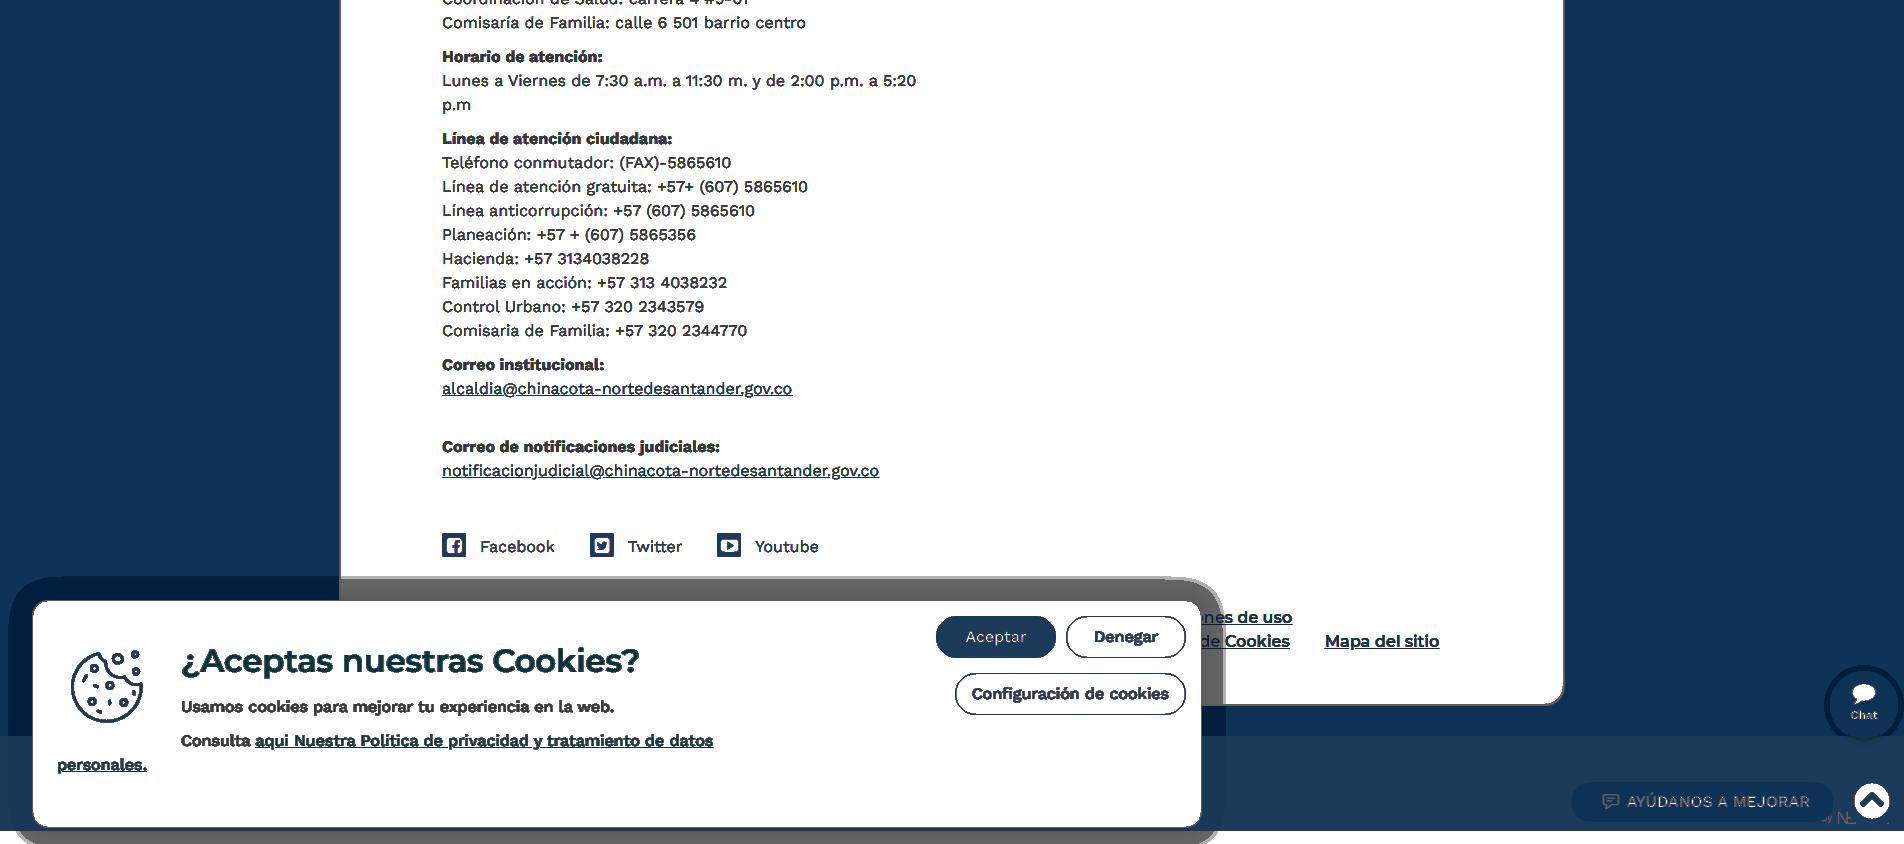 Coordinación de Salud: carrera 4 #5-01
Comisaría de Familia: calle 6 501 barrio centro
Horario de atención:
Lunes a Viernes de 7:30 a.m. a 11:30 m. y de 2:00 p.m. a 5:20
p.m
Línea de atención ciudadana:
Teléfono conmutador: (FAX)-5865610
Línea de atención gratuita: +57+ (607) 5865610
Línea anticorrupción: +57 (607) 5865610
Planeación: +57 + (607) 5865356
Hacienda: +57 3134038228
Familias en acción: +57 313 4038232
Control Urbano: +57 320 2343579
Comisaria de Familia: +57 320 2344770
Correo institucional:
alcaldia@chinacota-nortedesantander.gov.co
Correo de notificaciones judiciales:
notificacionjudicial@chinacota-nortedesantander.gov.co
Facebook Twitter Youtube
nes de uso
de Cookies Mapa del sitio
¿Aceptas nuestras Cookies?
Usamos cookies para mejorar tu experiencia en la web.
Consulta aqui Nuestra Política de privacidad y tratamiento de datos
personales.
Aceptar Denegar
Configuración de cookies
Chat
AYÚDANOS A MEJORAR